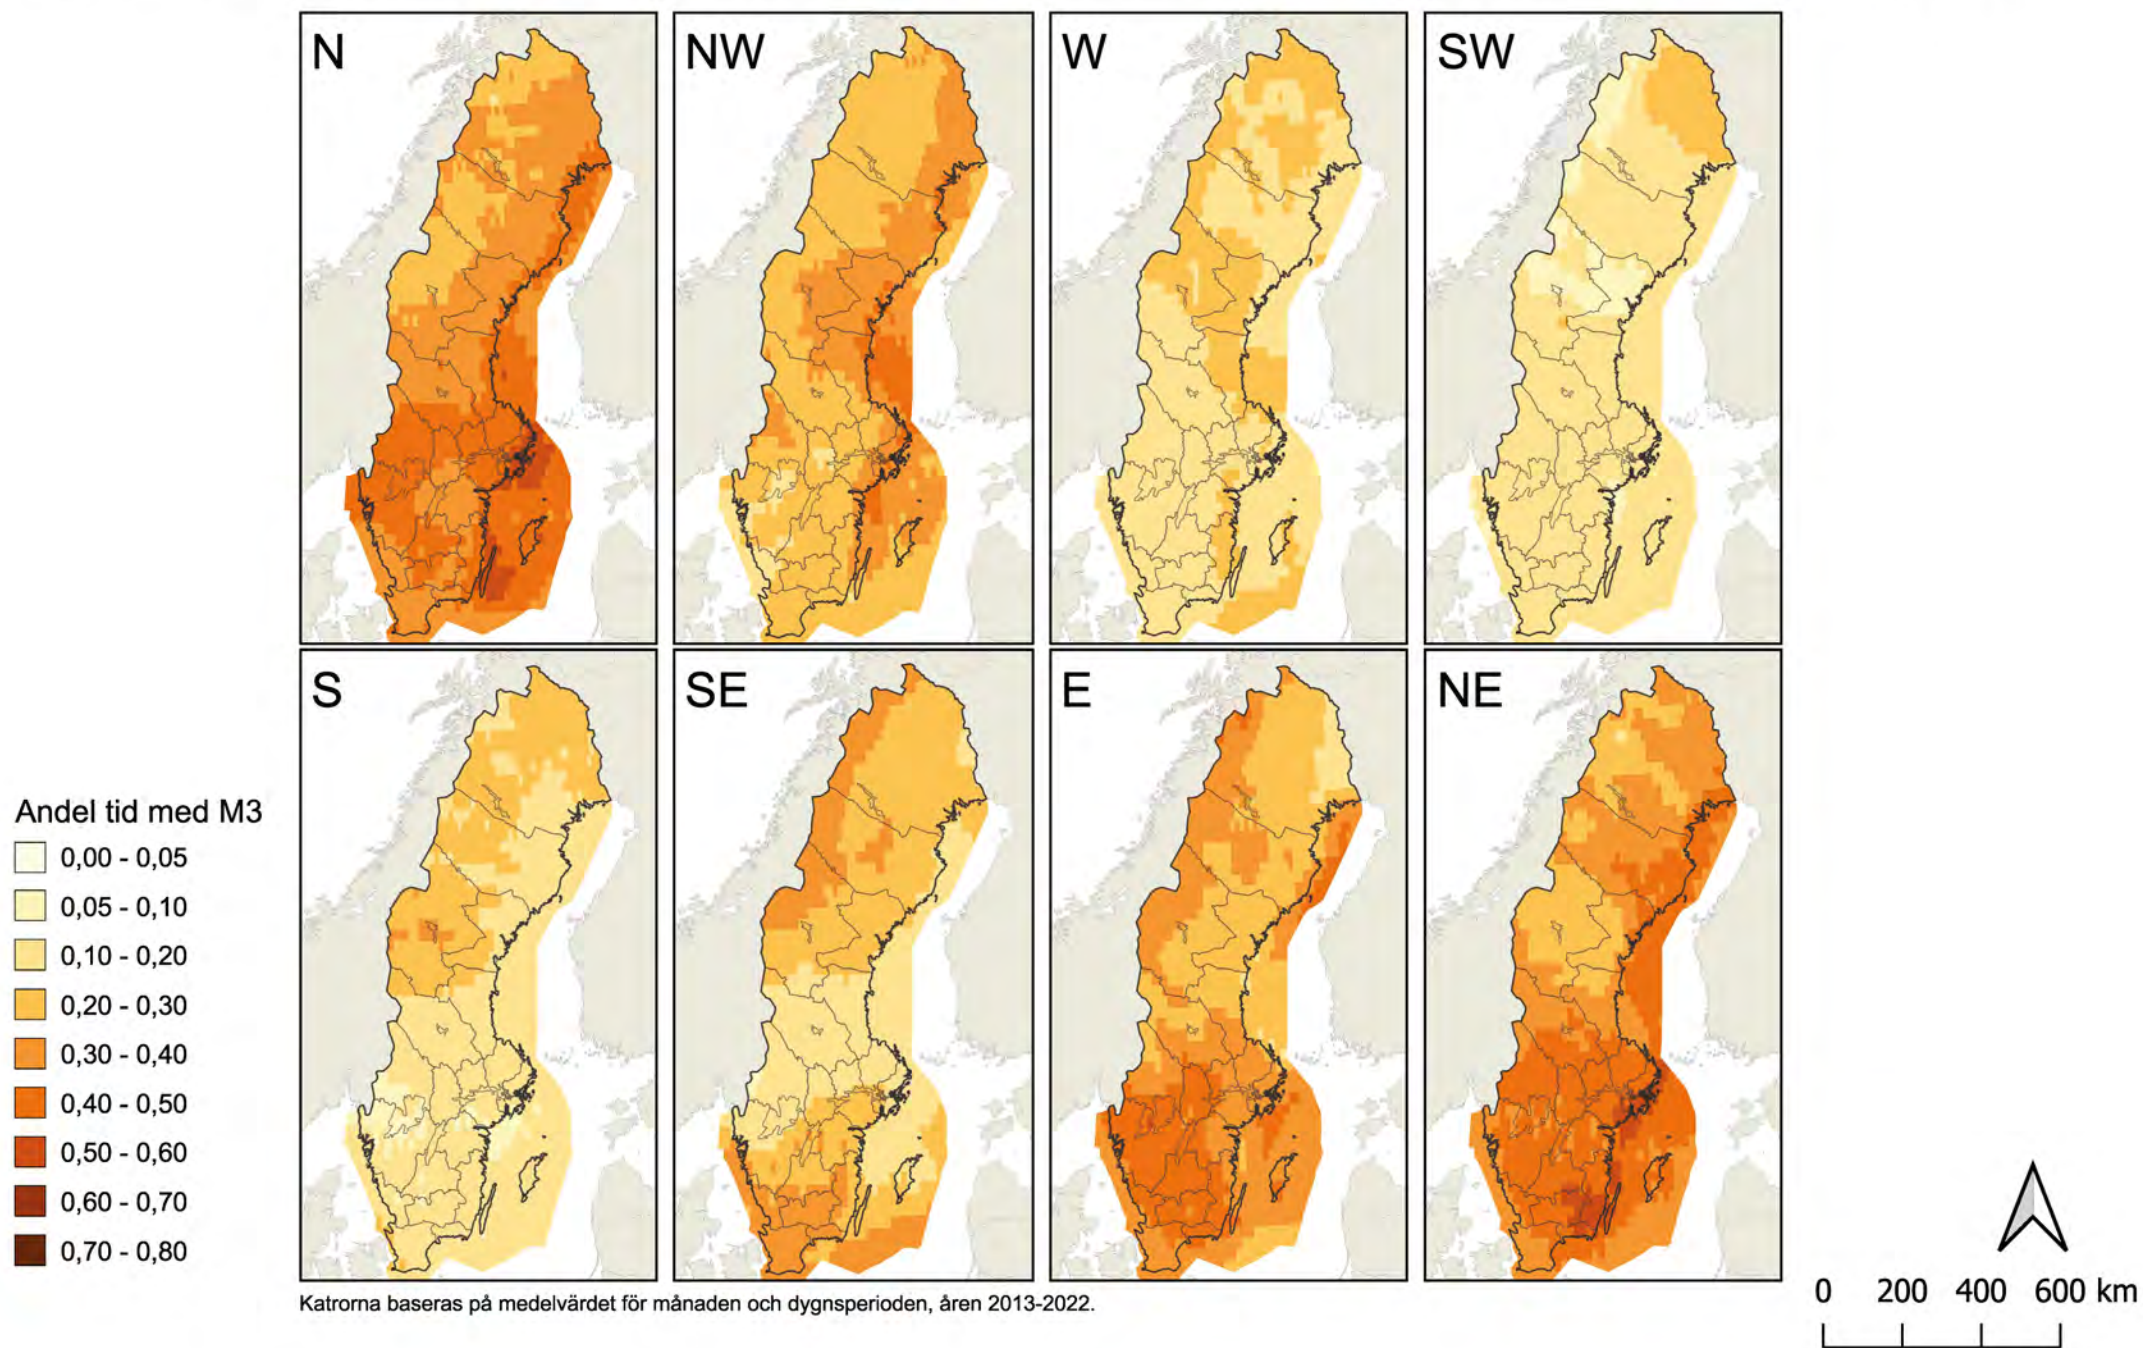 N
NW
W
SW
S
SE
E
NE
Andel tid med M3
0,00 - 0,05
0,05 - 0,10
0,10 - 0,20
0,20 - 0,30
0,30 - 0,40
0,40 - 0,50
0,50 - 0,60
0,60 - 0,70
0,70 - 0,80
Katrorna baseras på medelvärdet för månaden och dygnsperioden, åren 2013-2022.
0 200 400 600 km